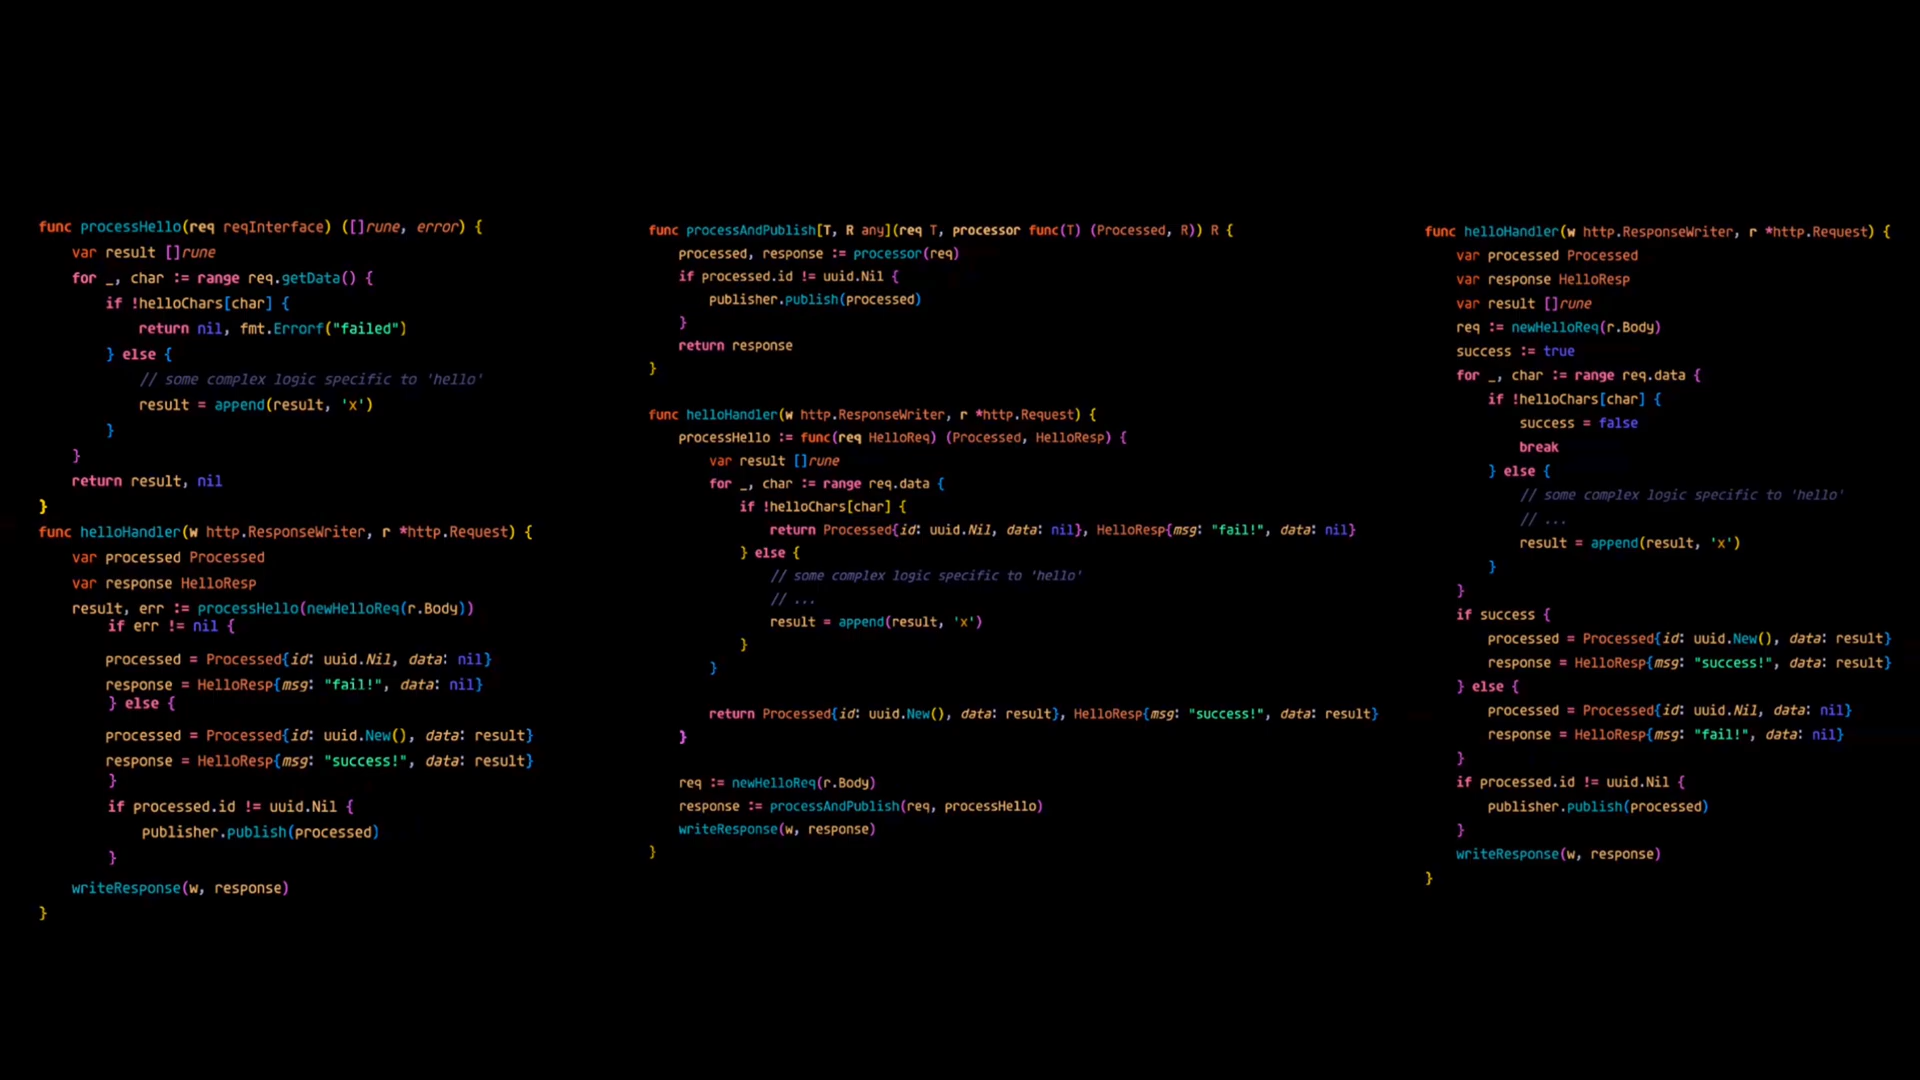 func processHello(req reqInterface) ([]rune, error) {
var result []rune
for _, char := range req.getData() {
if !helloChars[char] {
return nil, fmt.Errorf("failed")
} else {
// some complex logic specific to 'hello'
result = append(result, 'x')
}
}
return result, nil
}
func helloHandler(w http.ResponseWriter, r *http.Request) {
var processed Processed
var response HelloResp
result, err := processHello(newHelloReq(r.Body))
if err != nil {
processed = Processed{id: uuid.Nil, data: nil}
response = HelloResp{msg: "fail!", data: nil}
} else {
processed = Processed{id: uuid.New(), data: result}
response = HelloResp{msg: "success!", data: result}
}
if processed.id != uuid.Nil {
publisher.publish(processed)
}
writeResponse(w, response)
}
func processAndPublish[T, R any](req T, processor func(T) (Processed, R)) R {
processed, response := processor(req)
if processed.id != uuid.Nil {
publisher.publish(processed)
}
return response
}
func helloHandler(w http.ResponseWriter, r *http.Request) {
processHello := func(req HelloReq) (Processed, HelloResp) {
var result []rune
for _, char := range req.data {
if !helloChars[char] {
return Processed{id: uuid.Nil, data: nil}, HelloResp{msg: "fail!", data: nil}
} else {
// some complex logic specific to 'hello'
// ...
result = append(result, 'x')
}
}
return Processed{id: uuid.New(), data: result}, HelloResp{msg: "success!", data: result}
}
req := newHelloReq(r.Body)
response := processAndPublish(req, processHello)
writeResponse(w, response)
}
func helloHandler(w http.ResponseWriter, r *http.Request) {
var processed Processed
var response HelloResp
var result []rune
req := newHelloReq(r.Body)
success := true
for _, char := range req.data {
if !helloChars[char] {
success = false
break
} else {
// some complex logic specific to 'hello'
// ...
result = append(result, 'x')
}
}
if success {
processed = Processed{id: uuid.New(), data: result}
response = HelloResp{msg: "success!", data: result}
} else {
processed = Processed{id: uuid.Nil, data: nil}
response = HelloResp{msg: "fail!", data: nil}
}
if processed.id != uuid.Nil {
publisher.publish(processed)
}
writeResponse(w, response)
}